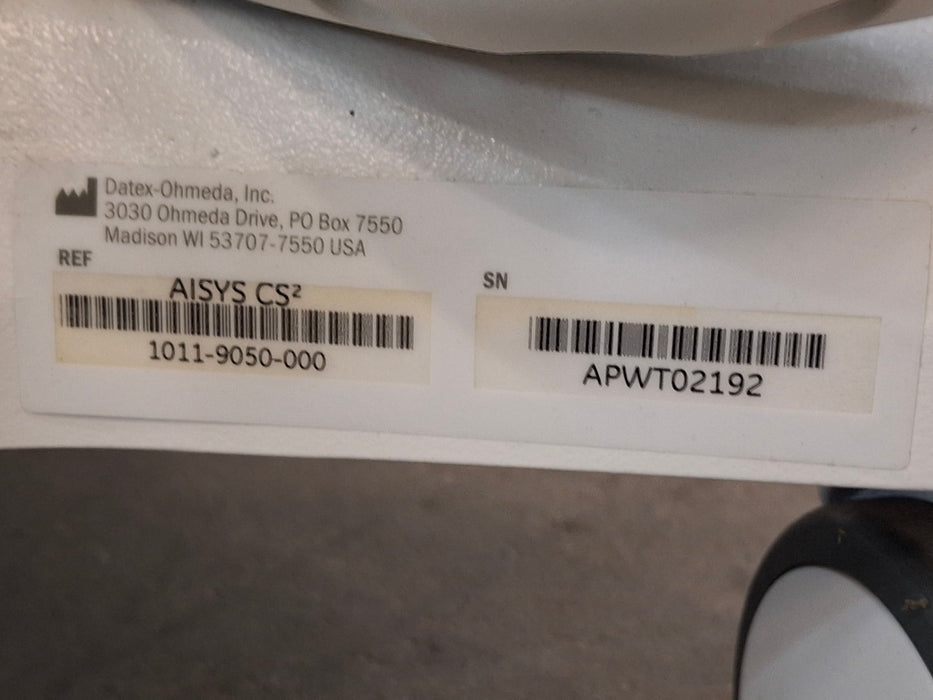 Datex-Ohmeda, Inc.
3030 Ohmeda Drive, PO Box 7550
Madison WI 53707-7550 USA
REF
AISYS CS²
1011-9050-000
SN
APWT02192